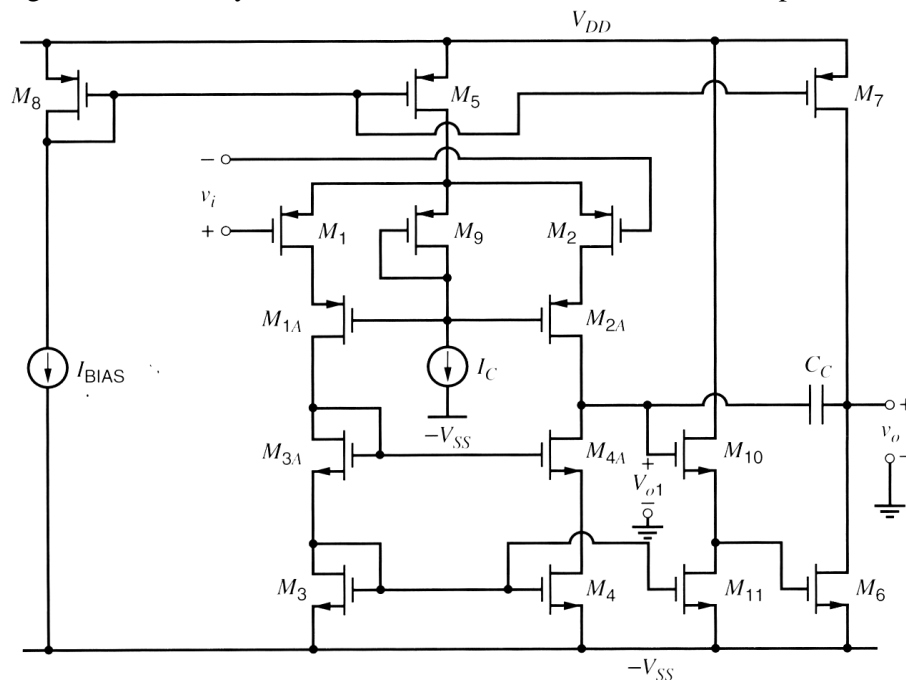 V_DD
M_8
M_5
M_7
−
v_i
+
M_1
M_9
M_2
M_1A
M_2A
I_BIAS
I_C
C_C
−V_SS
+
v_o
−
M_3A
M_4A
+
V_o1
−
M_10
M_3
M_4
M_11
M_6
−V_SS